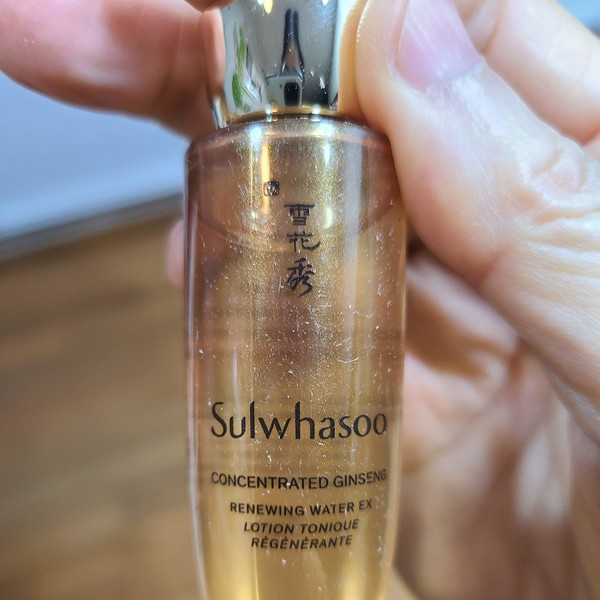 雪花秀
Sulwhasoo
CONCENTRATED GINSENG
RENEWING WATER EX
LOTION TONIQUE
RÉGÉNÉRANTE